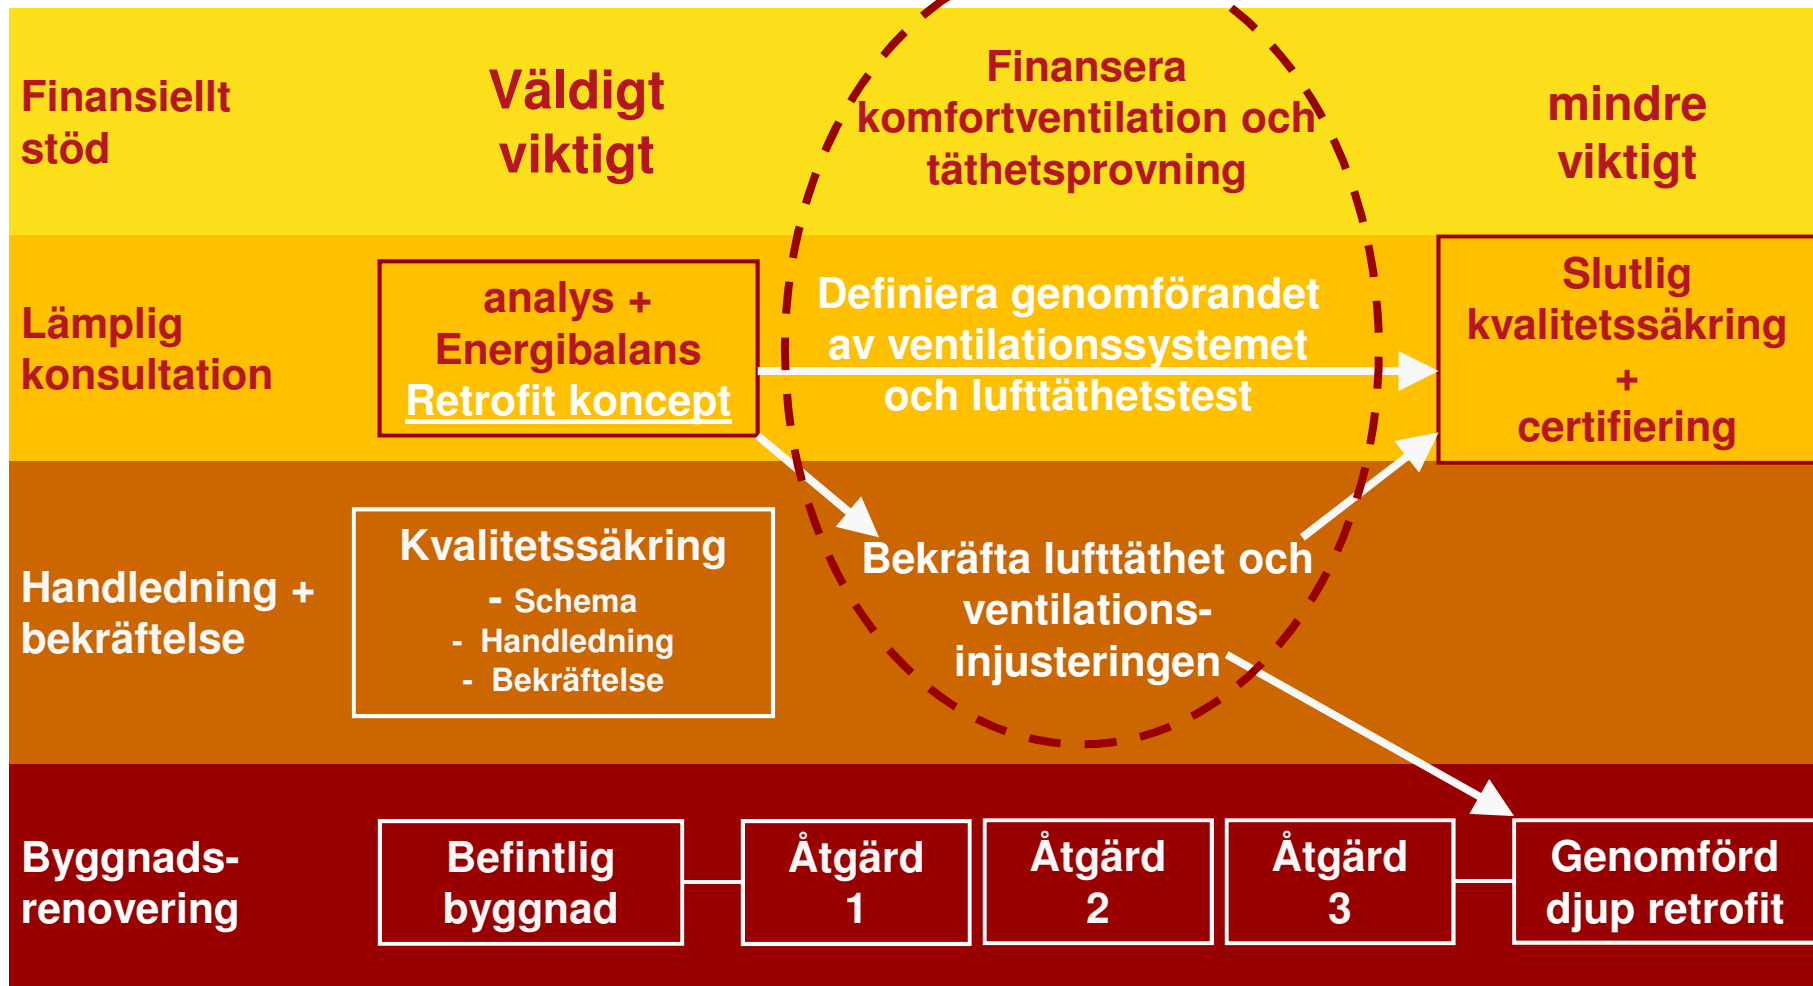 Finansiellt
stöd
Väldigt
viktigt
Finansera
komfortventilation och
täthetsprovning
mindre
viktigt
Lämplig
konsultation
analys +
Energibalans
Retrofit koncept
Definiera genomförandet
av ventilationssystemet
och lufttäthetstest
Slutlig
kvalitetssäkring
+
certifiering
Handledning +
bekräftelse
Kvalitetssäkring
- Schema
- Handledning
- Bekräftelse
Bekräfta lufttäthet och
ventilations-
injusteringen
Byggnads-
renovering
Befintlig
byggnad
Åtgärd
1
Åtgärd
2
Åtgärd
3
Genomförd
djup retrofit